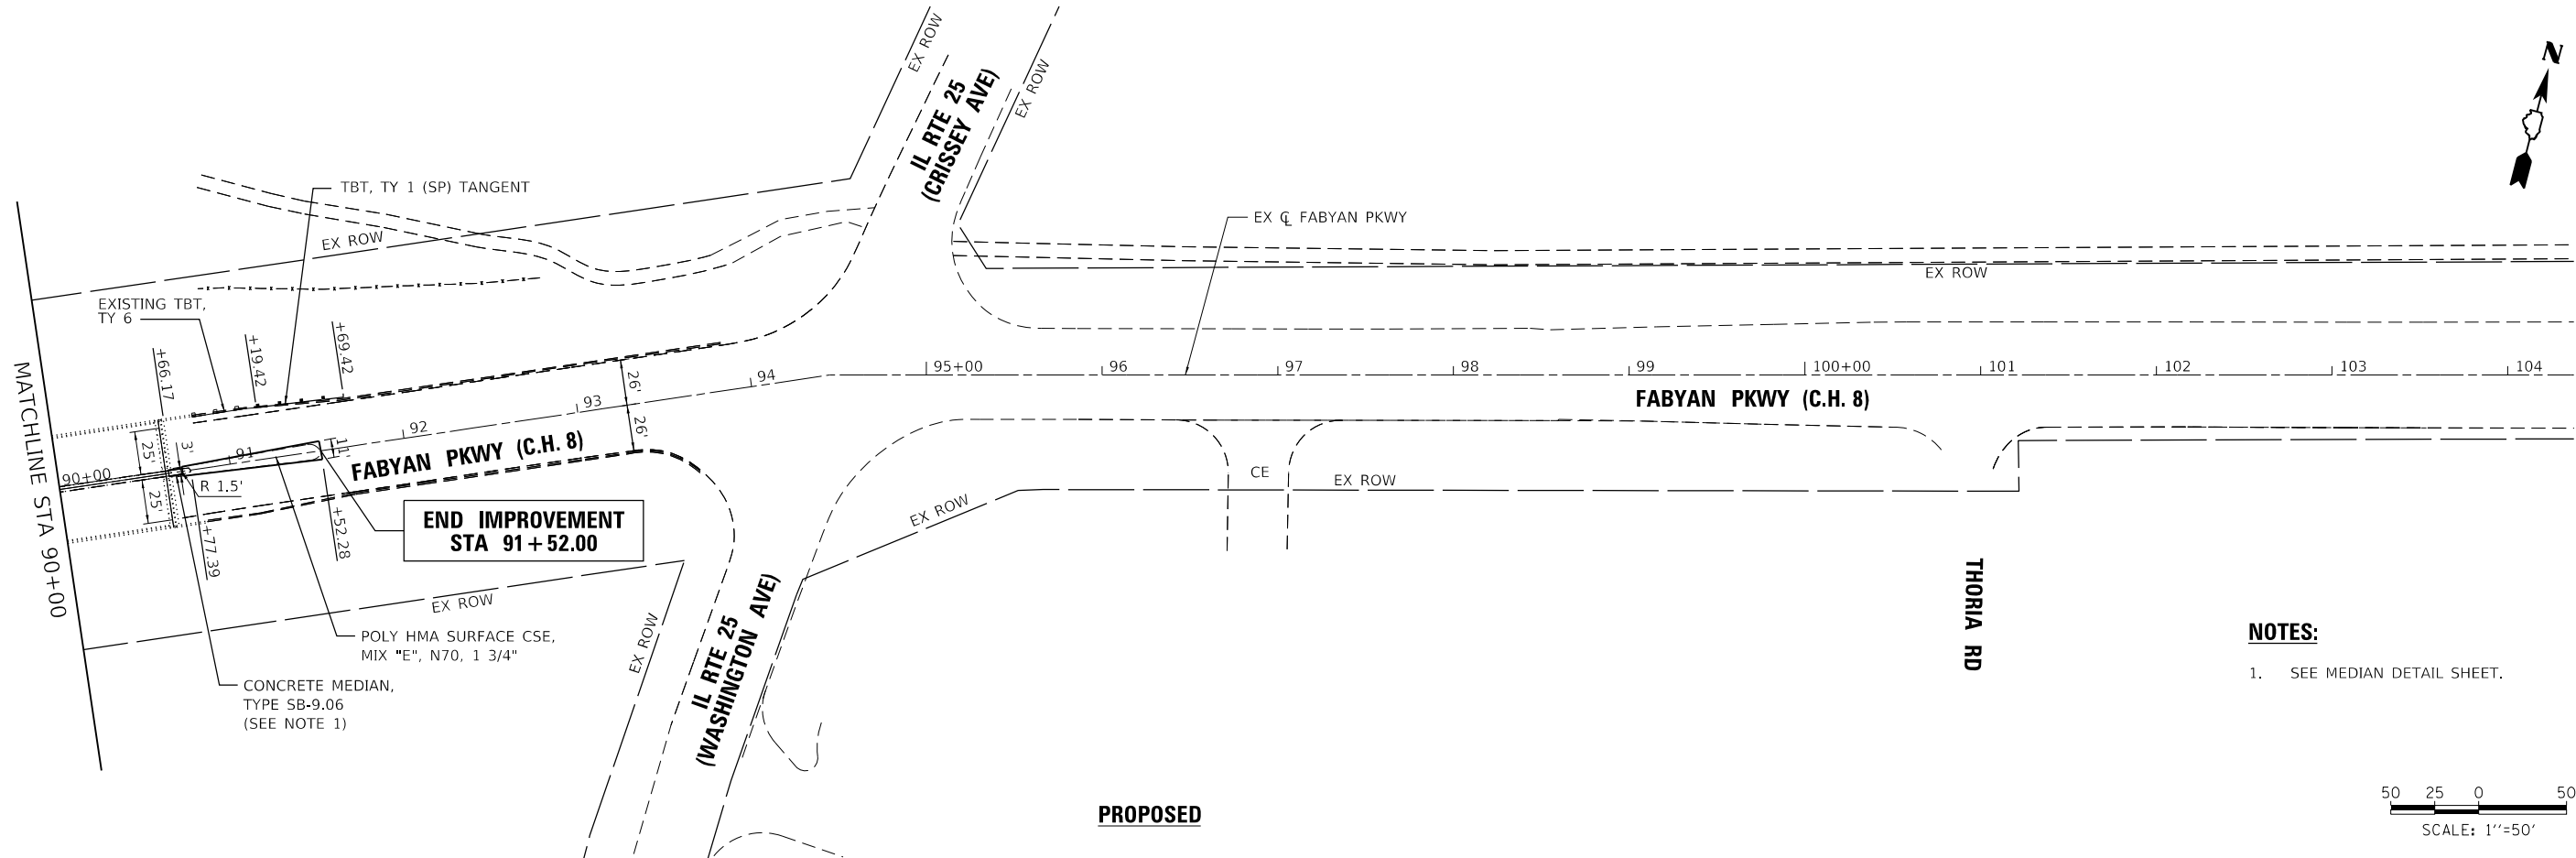 EX ROW
IL RTE 25
(CRISSEY AVE)
EX ROW
N
TBT, TY 1 (SP) TANGENT
EX ROW
EX ℄ FABYAN PKWY
EX ROW
EXISTING TBT,
TY 6
+66.17
+19.42
+69.42
MATCHLINE STA 90+00
90+00
91
92
93
94
95+00
96
97
98
99
100+00
101
102
103
104
26'
26'
25'
25'
3'
11'
R 1.5'
+77.39
+52.28
FABYAN PKWY (C.H. 8)
FABYAN PKWY (C.H. 8)
END IMPROVEMENT
STA 91+52.00
CE
EX ROW
EX ROW
EX ROW
EX ROW
POLY HMA SURFACE CSE,
MIX "E", N70, 1 3/4"
CONCRETE MEDIAN,
TYPE SB-9.06
(SEE NOTE 1)
IL RTE 25
(WASHINGTON AVE)
THORIA RD
NOTES:
1. SEE MEDIAN DETAIL SHEET.
PROPOSED
50 25 0 50
SCALE: 1''=50'